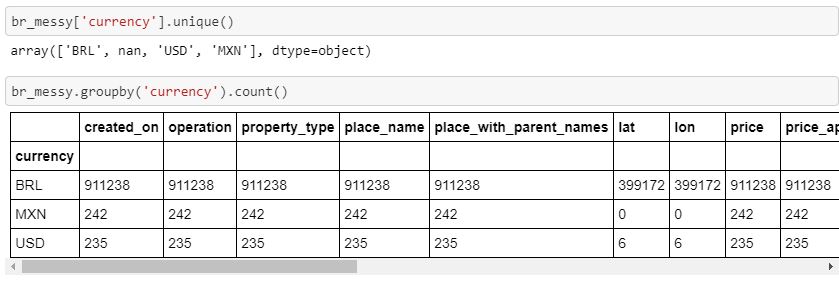 br_messy['currency'].unique()
array(['BRL', nan, 'USD', 'MXN'], dtype=object)
br_messy.groupby('currency').count()
created_on operation property_type place_name place_with_parent_names lat lon price price_ap
currency
BRL 911238 911238 911238 911238 911238 399172 399172 911238 911238
MXN 242 242 242 242 242 0 0 242 242
USD 235 235 235 235 235 6 6 235 235